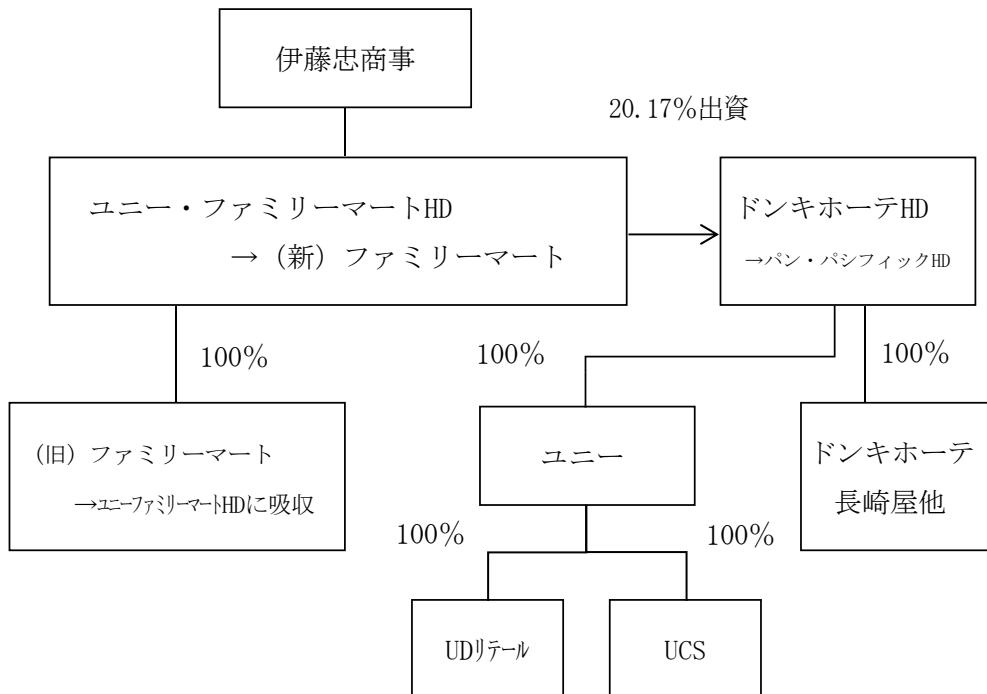 伊藤忠商事
20.17%出資
ユニー・ファミリーマートHD
→（新）ファミリーマート
ドンキホーテHD
→パン・パシフィックHD
100%
100%
100%
（旧）ファミリーマート
→ユニーファミリーマートHDに吸収
ユニー
ドンキホーテ
長崎屋他
100%
100%
UDリテール
UCS